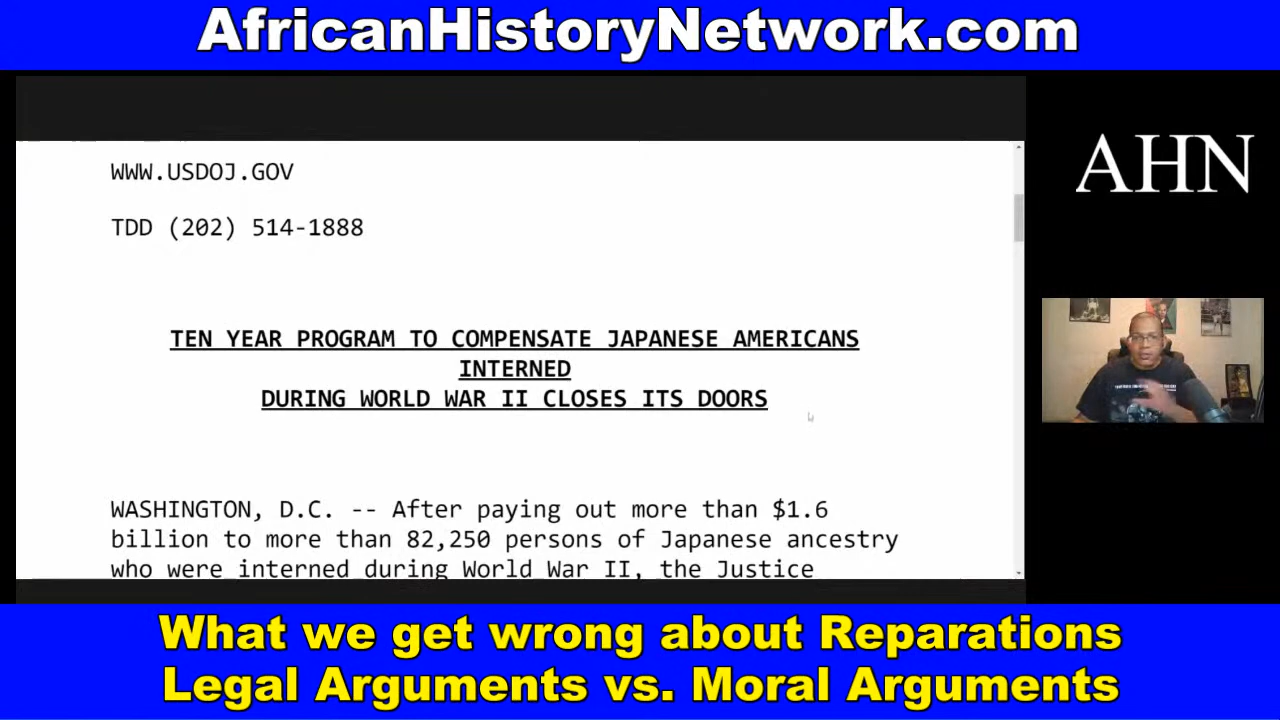 AfricanHistoryNetwork.com
WWW.USDOJ.GOV
TDD (202) 514-1888
TEN YEAR PROGRAM TO COMPENSATE JAPANESE AMERICANS
INTERNED
DURING WORLD WAR II CLOSES ITS DOORS
WASHINGTON, D.C. -- After paying out more than $1.6
billion to more than 82,250 persons of Japanese ancestry
who were interned during World War II, the Justice
AHN
What we get wrong about Reparations
Legal Arguments vs. Moral Arguments